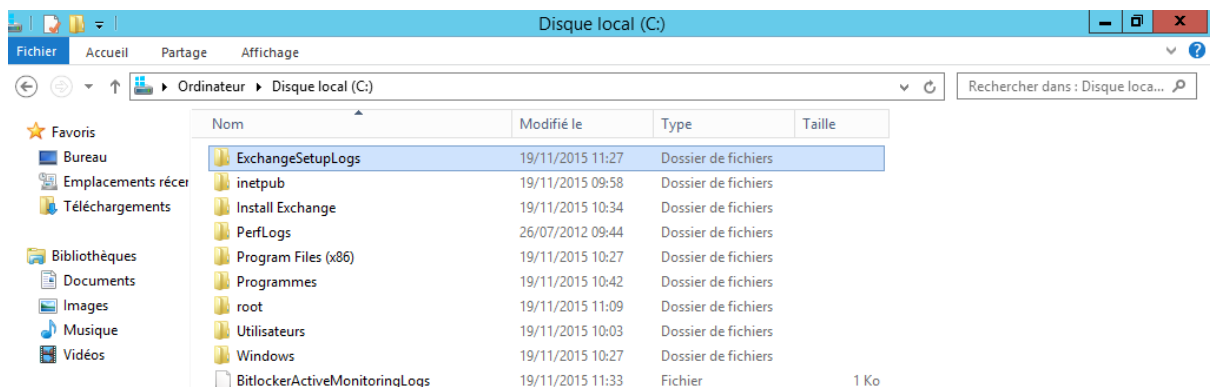 Disque local (C:)
Fichier Accueil Partage Affichage
Ordinateur Disque local (C:) Rechercher dans : Disque loca...
Favoris
Bureau
Emplacements récer
Téléchargements
Bibliothèques
Documents
Images
Musique
Vidéos
Nom Modifié le Type Taille
ExchangeSetupLogs 19/11/2015 11:27 Dossier de fichiers
inetpub 19/11/2015 09:58 Dossier de fichiers
Install Exchange 19/11/2015 10:34 Dossier de fichiers
PerfLogs 26/07/2012 09:44 Dossier de fichiers
Program Files (x86) 19/11/2015 10:27 Dossier de fichiers
Programmes 19/11/2015 10:42 Dossier de fichiers
root 19/11/2015 11:09 Dossier de fichiers
Utilisateurs 19/11/2015 10:03 Dossier de fichiers
Windows 19/11/2015 10:27 Dossier de fichiers
BitlockerActiveMonitoringLogs 19/11/2015 11:33 Fichier 1 Ko